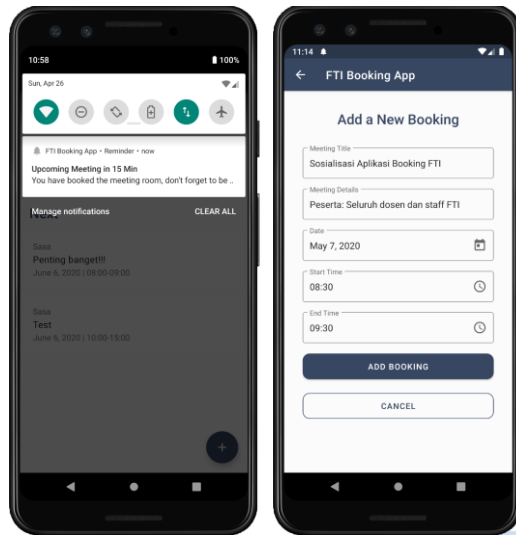 10:58
100%
Sun, Apr 26
FTI Booking App • Reminder • now
Upcoming Meeting in 15 Min
You have booked the meeting room, don't forget to be ..
Manage notifications
CLEAR ALL
Next
Sasa
Penting banget!!!
June 6, 2020 | 08:00-09:00
Sasa
Test
June 6, 2020 | 10:00-15:00
11:14
FTI Booking App
Add a New Booking
Meeting Title
Sosialisasi Aplikasi Booking FTI
Meeting Details
Peserta: Seluruh dosen dan staff FTI
Date
May 7, 2020
Start Time
08:30
End Time
09:30
ADD BOOKING
CANCEL